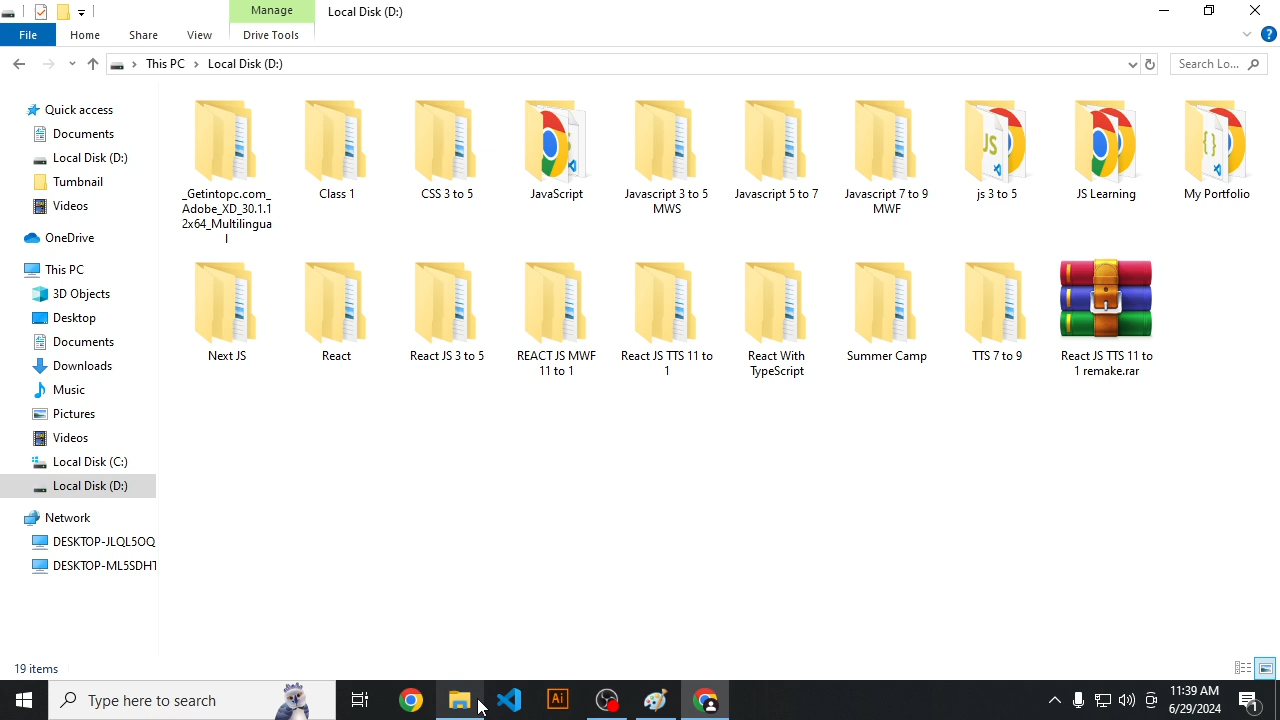 Manage
Local Disk (D:)
File
Home
Share
View
Drive Tools
This PC
Local Disk (D:)
Search Lo...
Quick access
Documents
Local Disk (D:)
Tumbnail
Videos
OneDrive
This PC
3D Objects
Desktop
Documents
Downloads
Music
Pictures
Videos
Local Disk (C:)
Local Disk (D:)
Network
DESKTOP-JLQL5OQ
DESKTOP-ML5SDHT
_Getintopc.com_
Adobe_XD_30.1.1
2x64_Multilingua
l
Class 1
CSS 3 to 5
JavaScript
Javascript 3 to 5
MWS
Javascript 5 to 7
Javascript 7 to 9
MWF
js 3 to 5
JS Learning
My Portfolio
Next JS
React
React JS 3 to 5
REACT JS MWF
11 to 1
React JS TTS 11 to
1
React With
TypeScript
Summer Camp
TTS 7 to 9
React JS TTS 11 to
1 remake.rar
19 items
Type here to search
Ai
11:39 AM
6/29/2024
1